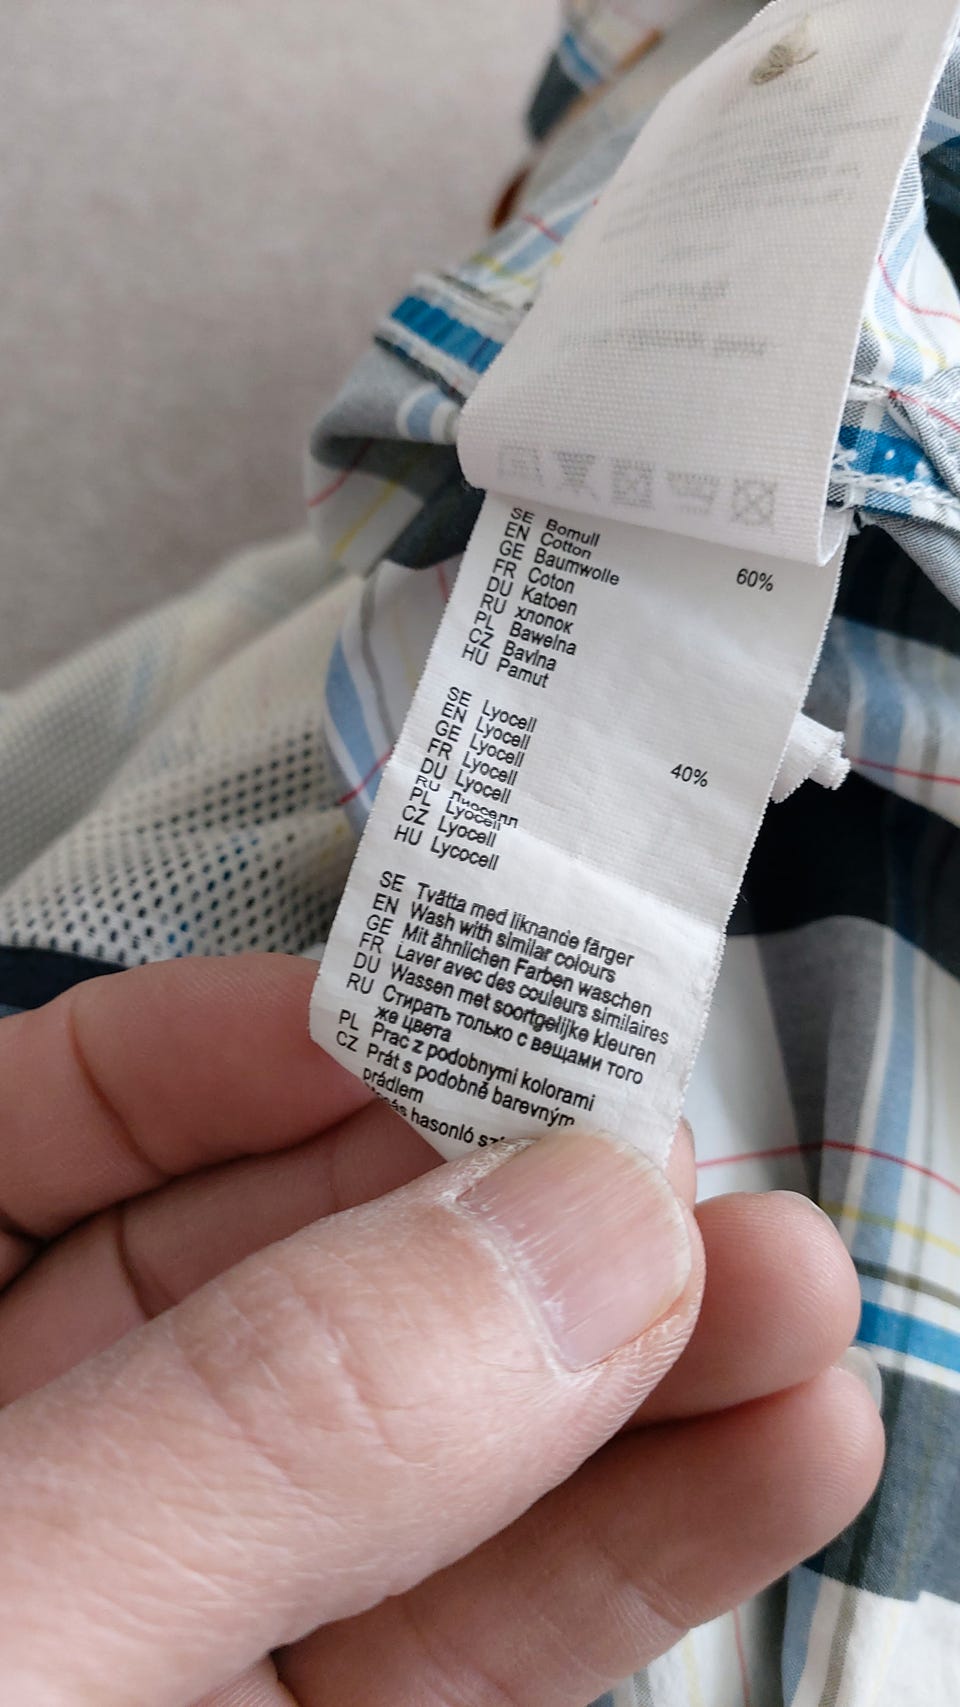 SE Bomull
EN Cotton
GE Baumwolle 60%
FR Coton
DU Katoen
RU хлопок
PL Bawełna
CZ Bavlna
HU Pamut
SE Lyocell
EN Lyocell
GE Lyocell
FR Lyocell 40%
DU Lyocell
RU Лиоселл
PL Lyocell
CZ Lyocell
HU Lycocell
SE Tvätta med liknande färger
EN Wash with similar colours
GE Mit ähnlichen Farben waschen
FR Laver avec des couleurs similaires
DU Wassen met soortgelijke kleuren
RU Стирать только с вещами того
же цвета
PL Prac z podobnymi kolorami
CZ Prát s podobně barevným
prádlem
hasonló